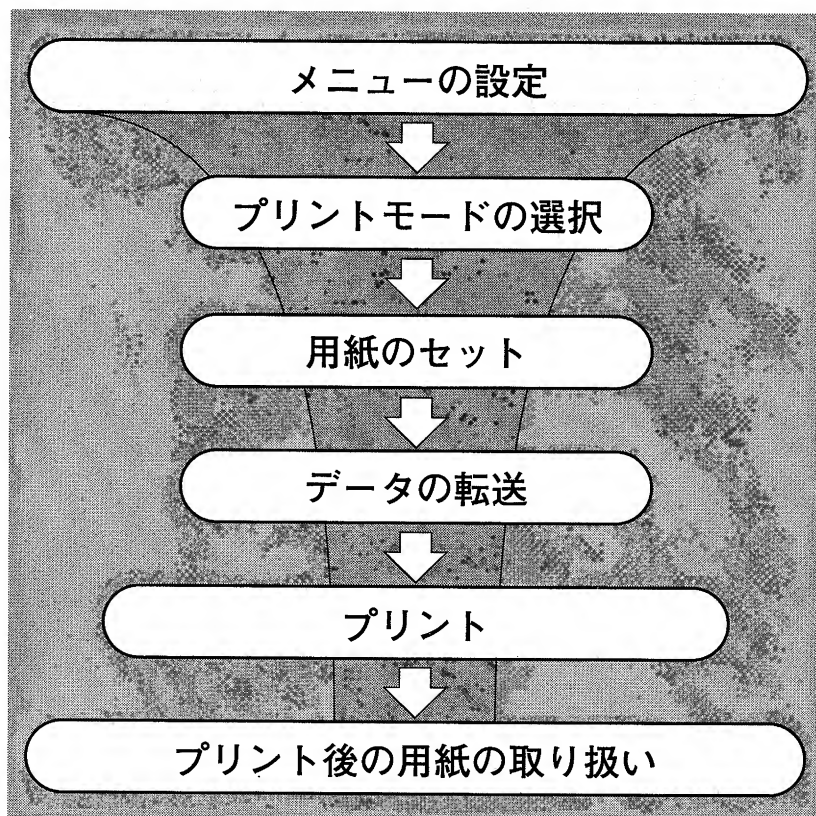 メニューの設定
プリントモードの選択
用紙のセット
データの転送
プリント
プリント後の用紙の取り扱い